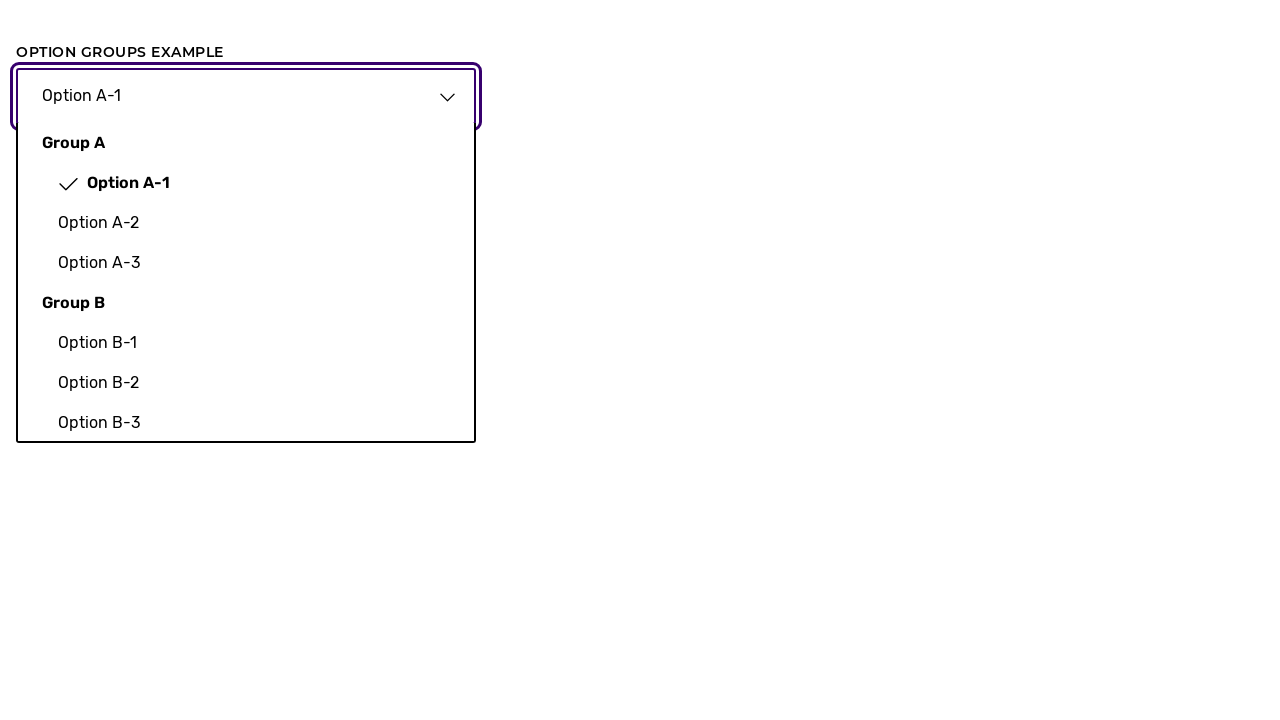 OPTION GROUPS EXAMPLE
Option A-1
Group A
Option A-1
Option A-2
Option A-3
Group B
Option B-1
Option B-2
Option B-3